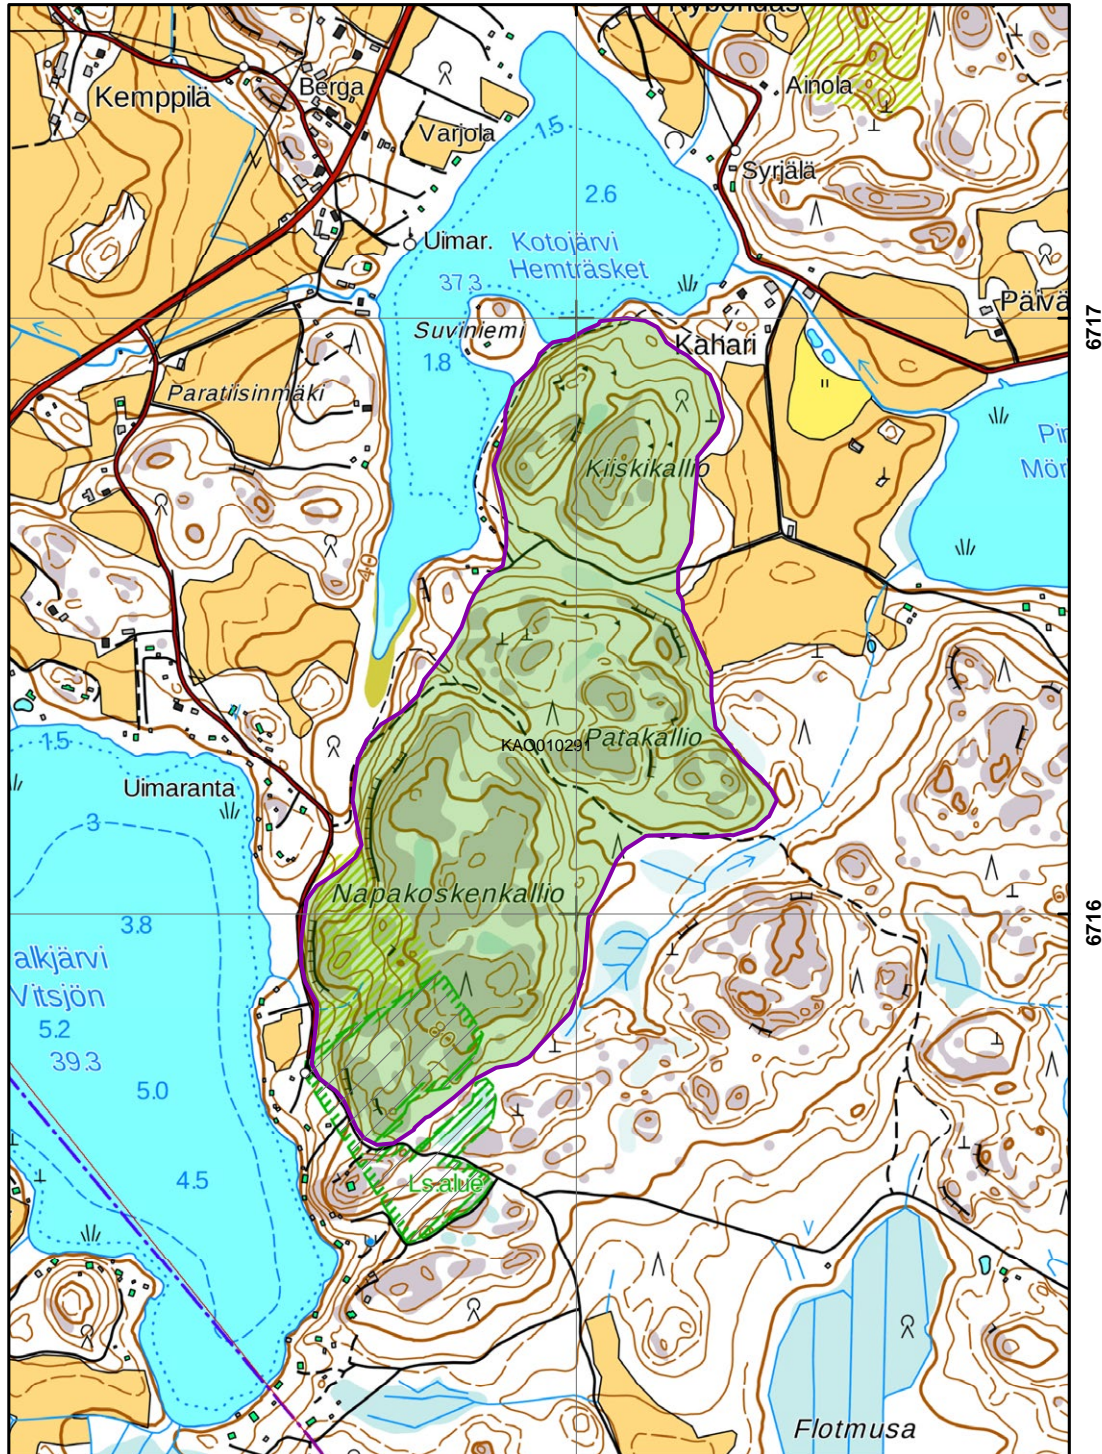 Kemppilä
Berga
Varjola
Ainola
Syrjälä
1.5
2.6
Uimar.
Kotojärvi
Hemträsket
37.3
Suviniemi
Päivä
6717
Kahari
1.8
Paratiisinmäki
Kiiskikallio
40
KAO010291
Patakallio
1.5
Uimaranta
3
Napakoskenkallio
3.8
6716
alkjärvi
Vitsjön
5.2
39.3
80
5.0
4.5
Ls.alue
Flotmusa